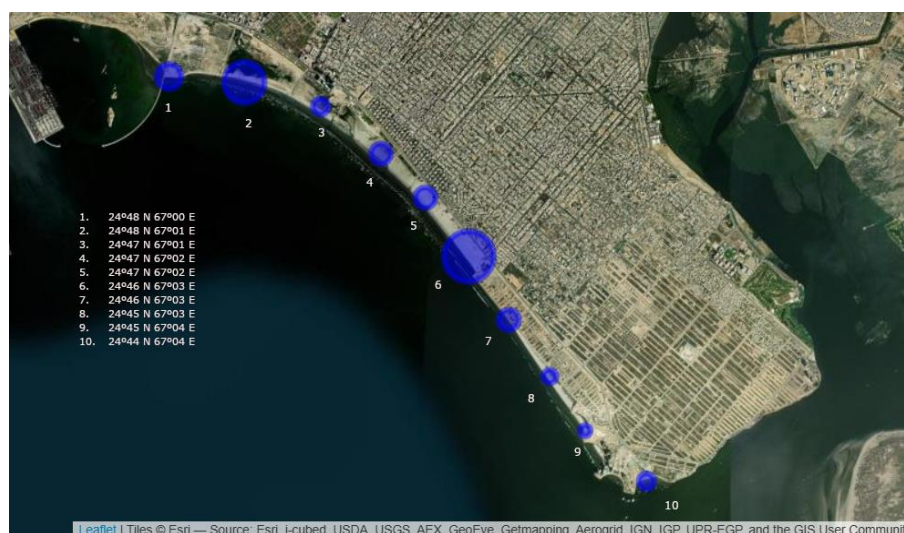 1
2
3
4
5
6
7
8
9
10
1. 24º48 N 67º00 E
2. 24º48 N 67º01 E
3. 24º47 N 67º01 E
4. 24º47 N 67º02 E
5. 24º47 N 67º02 E
6. 24º46 N 67º03 E
7. 24º46 N 67º03 E
8. 24º45 N 67º03 E
9. 24º45 N 67º04 E
10. 24º44 N 67º04 E
Leaflet | Tiles © Esri — Source: Esri, i-cubed, USDA, USGS, AEX, GeoEye, Getmapping, Aerogrid, IGN, IGP, UPR-EGP, and the GIS User Communit